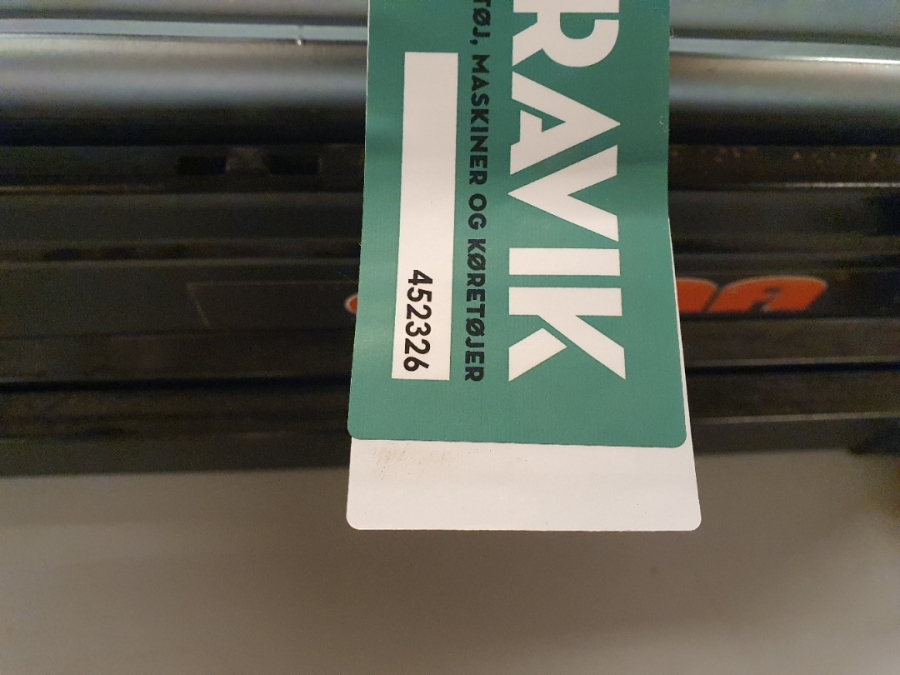 RAVIK
TØJ, MASKINER OG KØRETØJER
452326